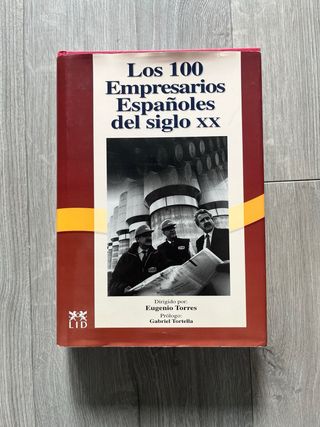 Los 100
Empresarios
Españoles
del siglo XX
Dirigido por:
Eugenio Torres
Prólogo:
Gabriel Tortella
LID